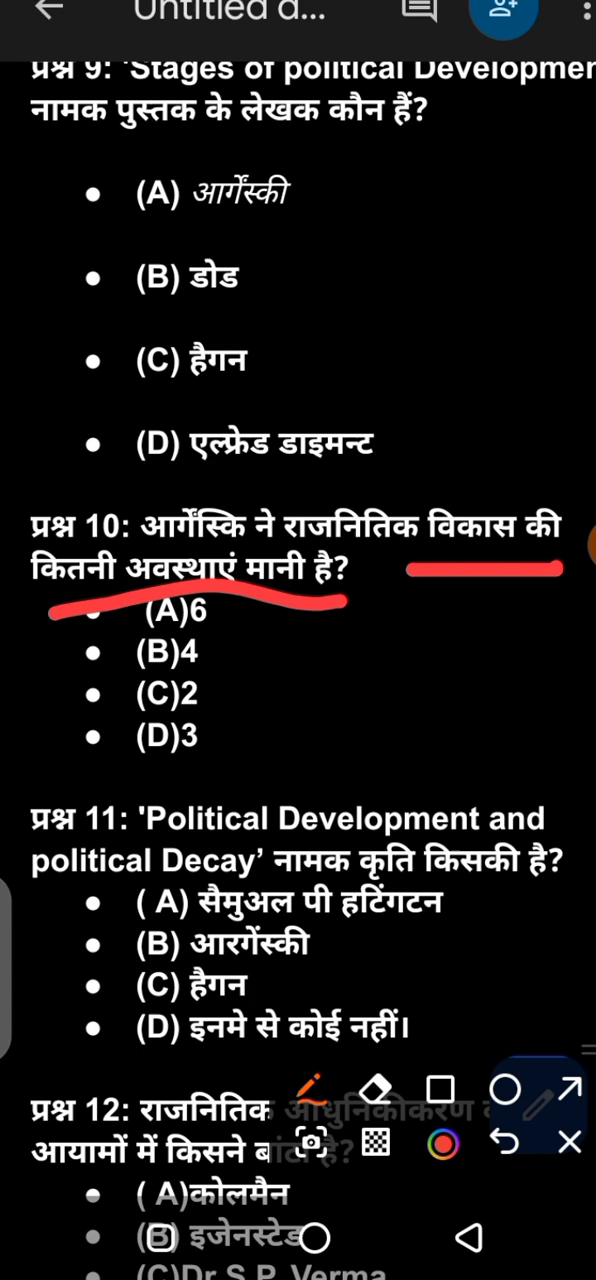 Untitled d...
प्रश्न 9: 'Stages of political Developmer
नामक पुस्तक के लेखक कौन हैं?
(A) आर्गेंस्की
(B) डोड
(C) हैगन
(D) एल्फ्रेड डाइमन्ट
प्रश्न 10: आर्गेंस्कि ने राजनितिक विकास की
कितनी अवस्थाएं मानी है?
(A)6
(B)4
(C)2
(D)3
प्रश्न 11: 'Political Development and
political Decay’ नामक कृति किसकी है?
( A) सैमुअल पी हटिंगटन
(B) आरगेंस्की
(C) हैगन
(D) इनमे से कोई नहीं।
प्रश्न 12: राजनितिक आधुनिकीकरण
आयामों में किसने बांटा है?
( A)कोलमैन
(B) इजेनस्टेड
(C)Dr S P Verma